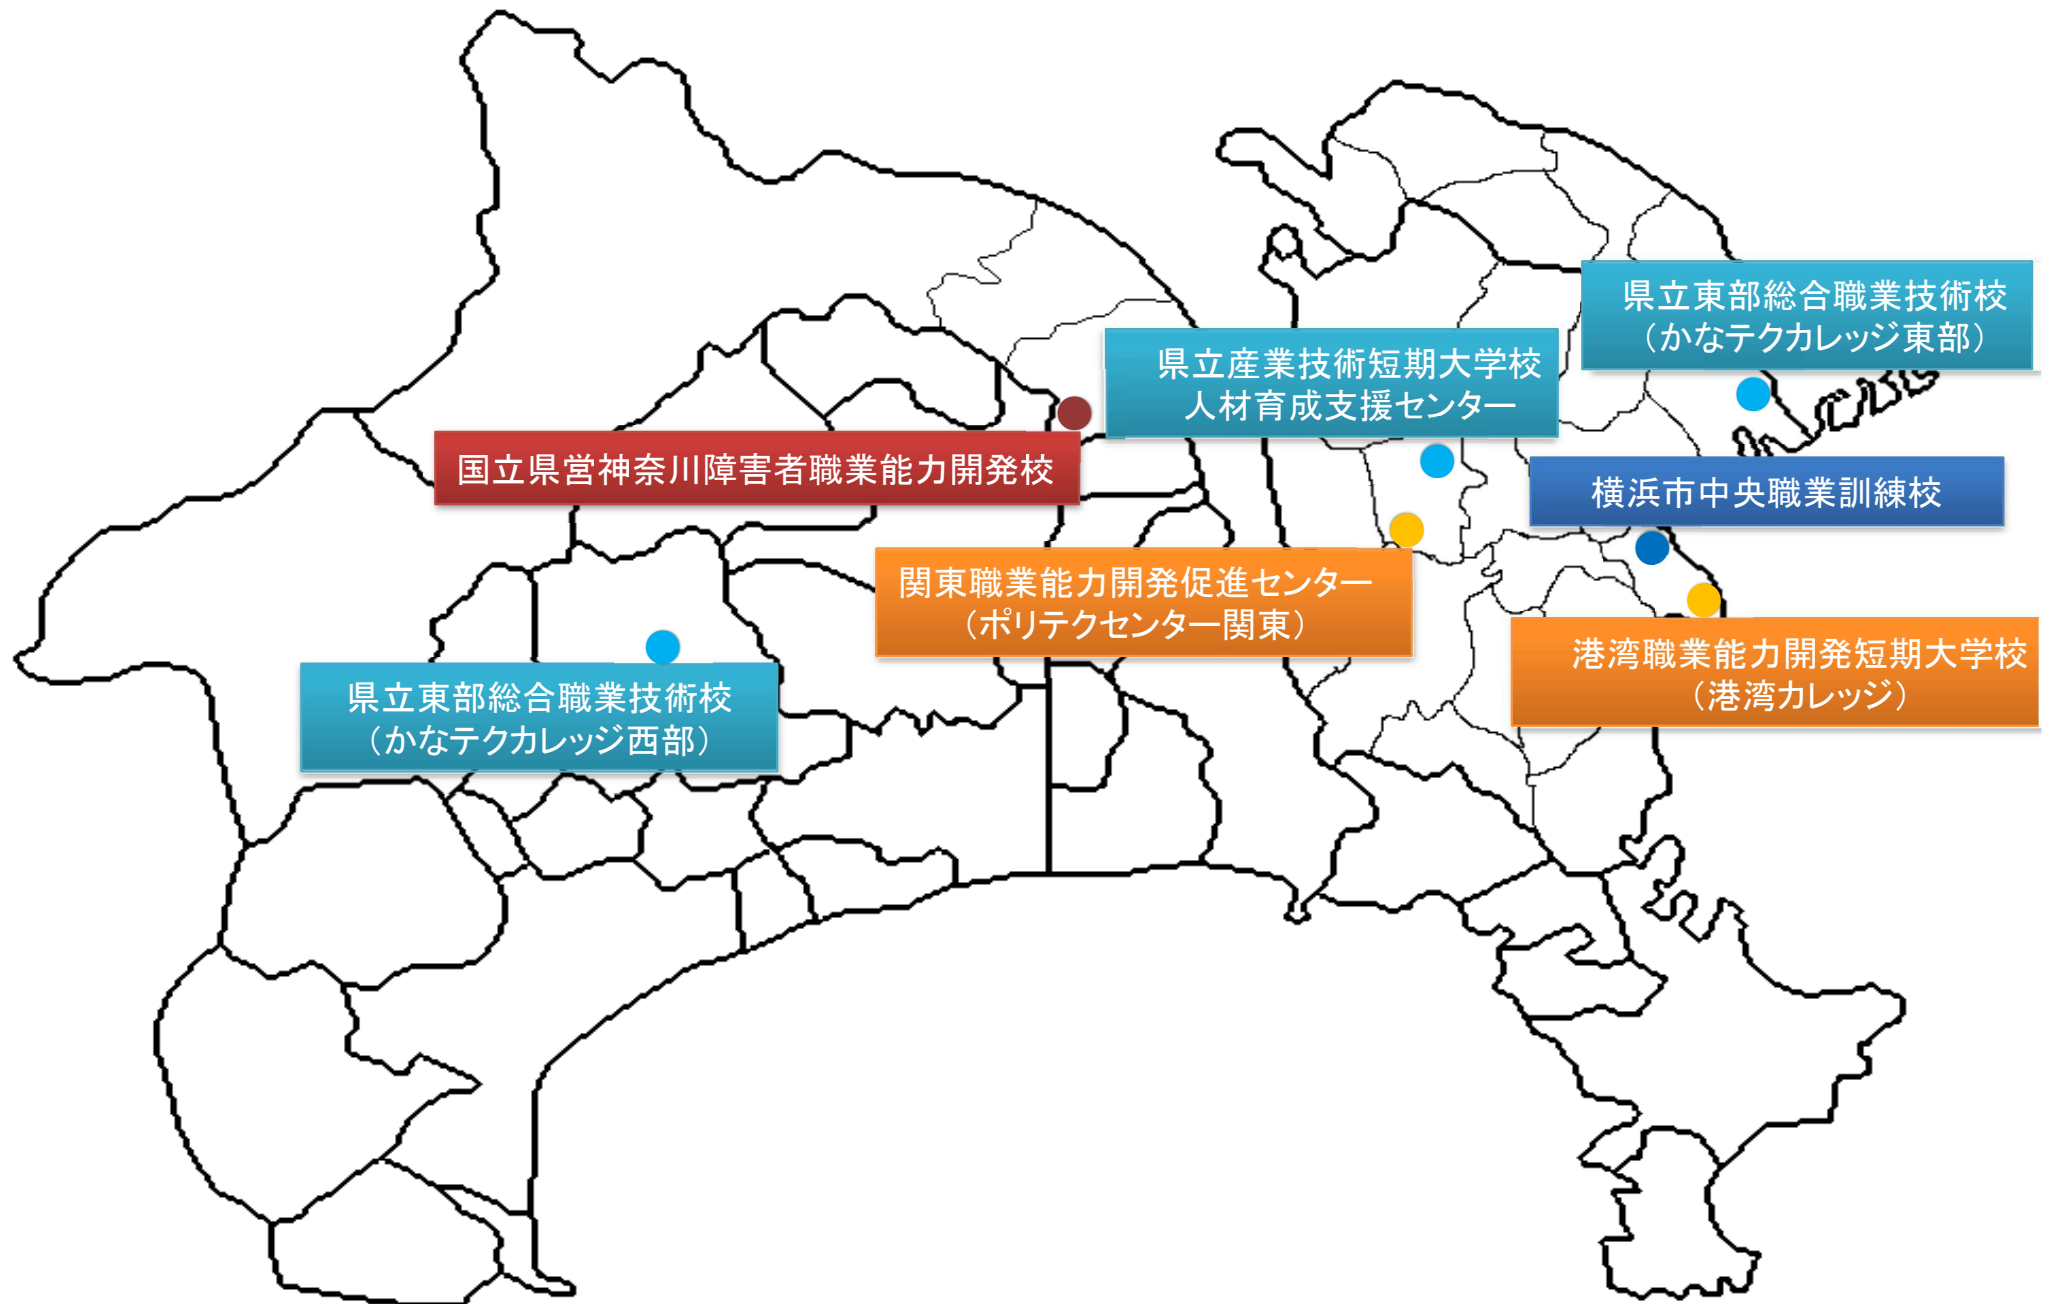 県立東部総合職業技術校
（かなテクカレッジ東部）
県立産業技術短期大学校
人材育成支援センター
国立県営神奈川障害者職業能力開発校
横浜市中央職業訓練校
関東職業能力開発促進センター
（ポリテクセンター関東）
港湾職業能力開発短期大学校
（港湾カレッジ）
県立東部総合職業技術校
（かなテクカレッジ西部）